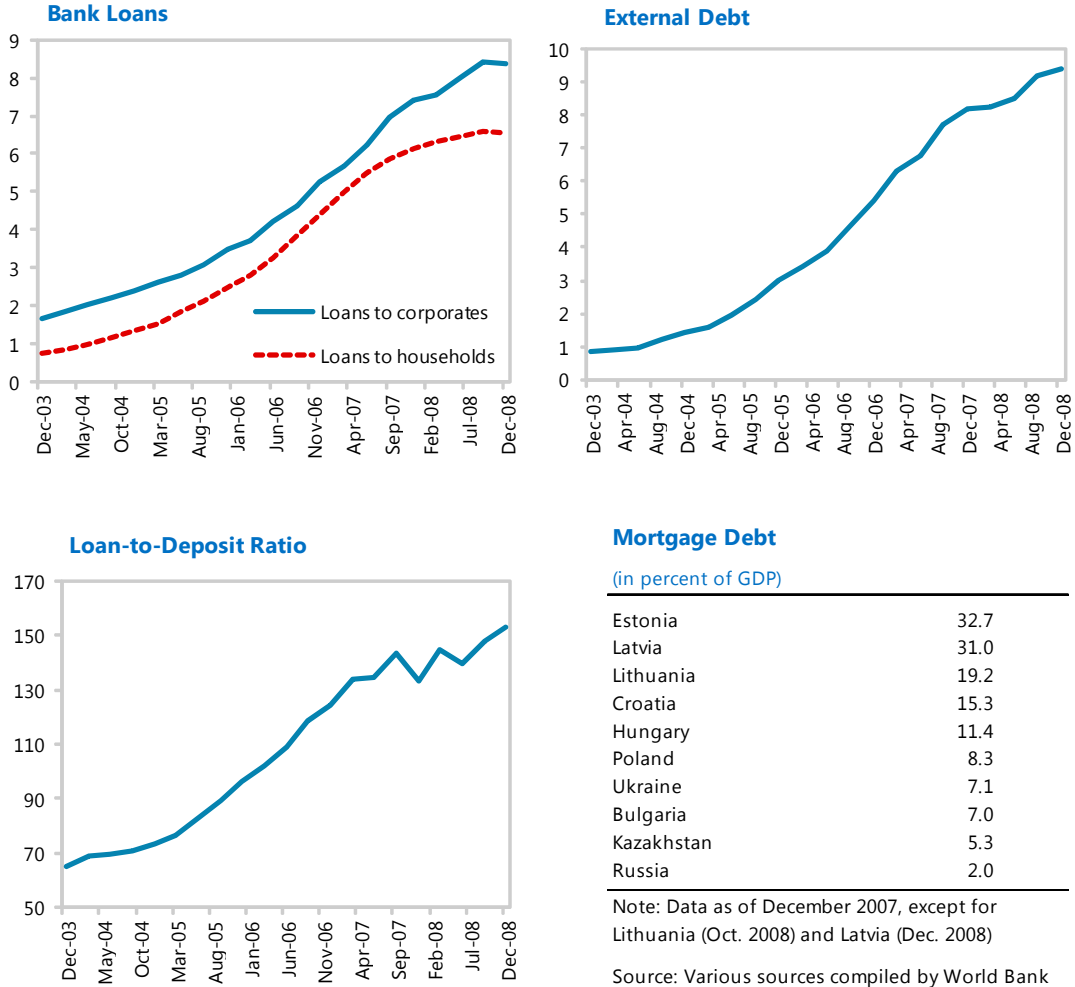 Bank Loans
9
8
7
6
5
4
3
2
1
0
Loans to corporates
Loans to households
Dec-03
May-04
Oct-04
Mar-05
Aug-05
Jan-06
Jun-06
Nov-06
Apr-07
Sep-07
Feb-08
Jul-08
Dec-08
External Debt
10
9
8
7
6
5
4
3
2
1
0
Dec-03
Apr-04
Aug-04
Dec-04
Apr-05
Aug-05
Dec-05
Apr-06
Aug-06
Dec-06
Apr-07
Aug-07
Dec-07
Apr-08
Aug-08
Dec-08
Loan-to-Deposit Ratio
170
150
130
110
90
70
50
Dec-03
May-04
Oct-04
Mar-05
Aug-05
Jan-06
Jun-06
Nov-06
Apr-07
Sep-07
Feb-08
Jul-08
Dec-08
Mortgage Debt
(in percent of GDP)
Estonia 32.7
Latvia 31.0
Lithuania 19.2
Croatia 15.3
Hungary 11.4
Poland 8.3
Ukraine 7.1
Bulgaria 7.0
Kazakhstan 5.3
Russia 2.0
Note: Data as of December 2007, except for
Lithuania (Oct. 2008) and Latvia (Dec. 2008)
Source: Various sources compiled by World Bank